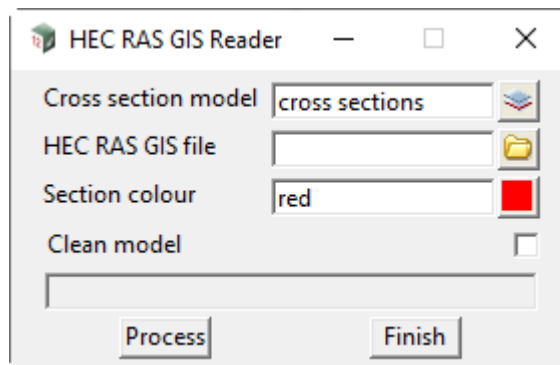 HEC RAS GIS Reader
Cross section model cross sections
HEC RAS GIS file
Section colour red
Clean model
Process Finish